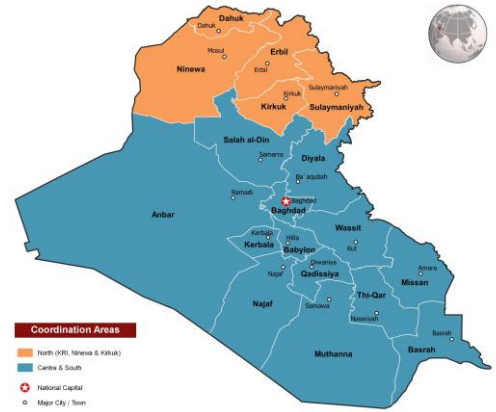 Dahuk
Dahuk
Mosul
Erbil
Erbil
Ninewa
Sulaymaniyah
Kirkuk
Kirkuk
Sulaymaniyah
Salah al-Din
Samarra
Diyala
Ba`aqubah
Ramadi
Baghdad
Baghdad
Anbar
Wassit
Kerbala
Hilla
Kerbala
Babylon
Kut
Diwaniye
Najaf
Qadissiya
Amara
Missan
Najaf
Samawa
Thi-Qar
Nassriyah
Basrah
Basrah
Muthanna
Coordination Areas
North (KRI, Ninewa & Kirkuk)
Centre & South
National Capital
Major City / Town